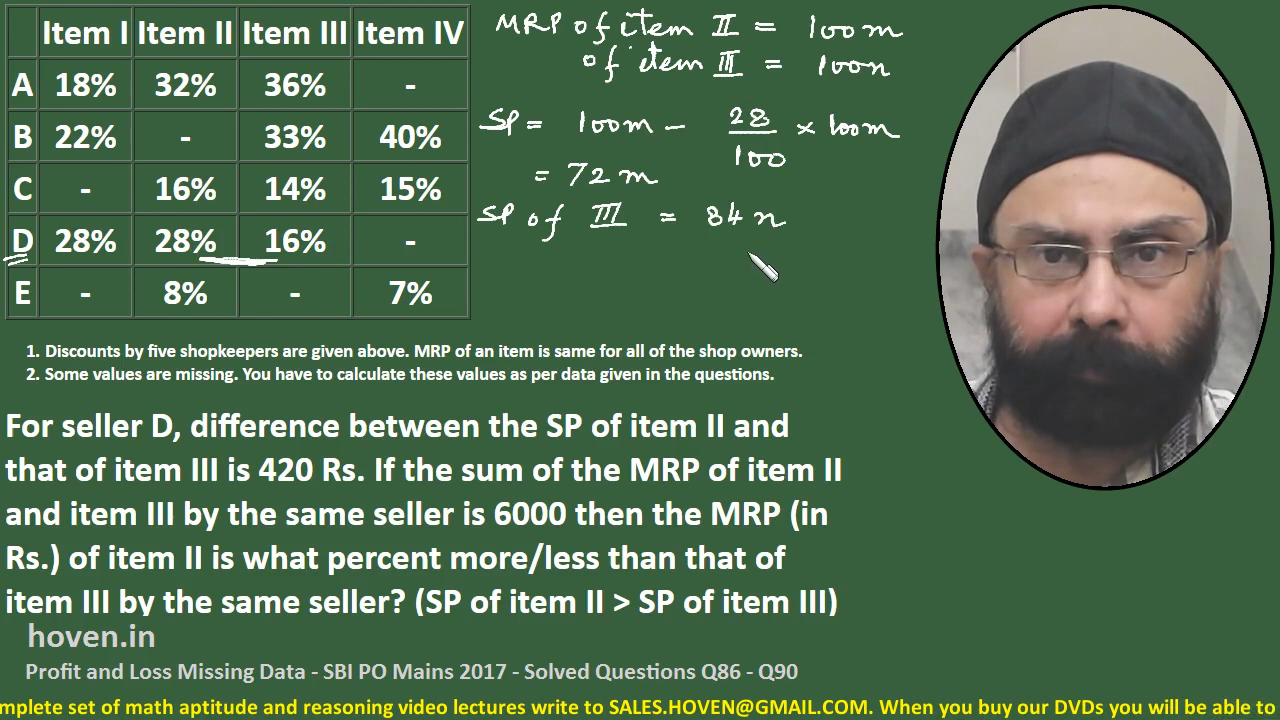 Item I Item II Item III Item IV
A 18% 32% 36% -
B 22% - 33% 40%
C - 16% 14% 15%
D 28% 28% 16% -
E - 8% - 7%
MRP of item II = 100m
of item III = 100n
SP = 100m - 28/100 × 100m
= 72m
SP of III = 84n
1. Discounts by five shopkeepers are given above. MRP of an item is same for all of the shop owners.
2. Some values are missing. You have to calculate these values as per data given in the questions.
For seller D, difference between the SP of item II and
that of item III is 420 Rs. If the sum of the MRP of item II
and item III by the same seller is 6000 then the MRP (in
Rs.) of item II is what percent more/less than that of
item III by the same seller? (SP of item II > SP of item III)
hoven.in
Profit and Loss Missing Data - SBI PO Mains 2017 - Solved Questions Q86 - Q90
mplete set of math aptitude and reasoning video lectures write to SALES.HOVEN@GMAIL.COM. When you buy our DVDs you will be able to